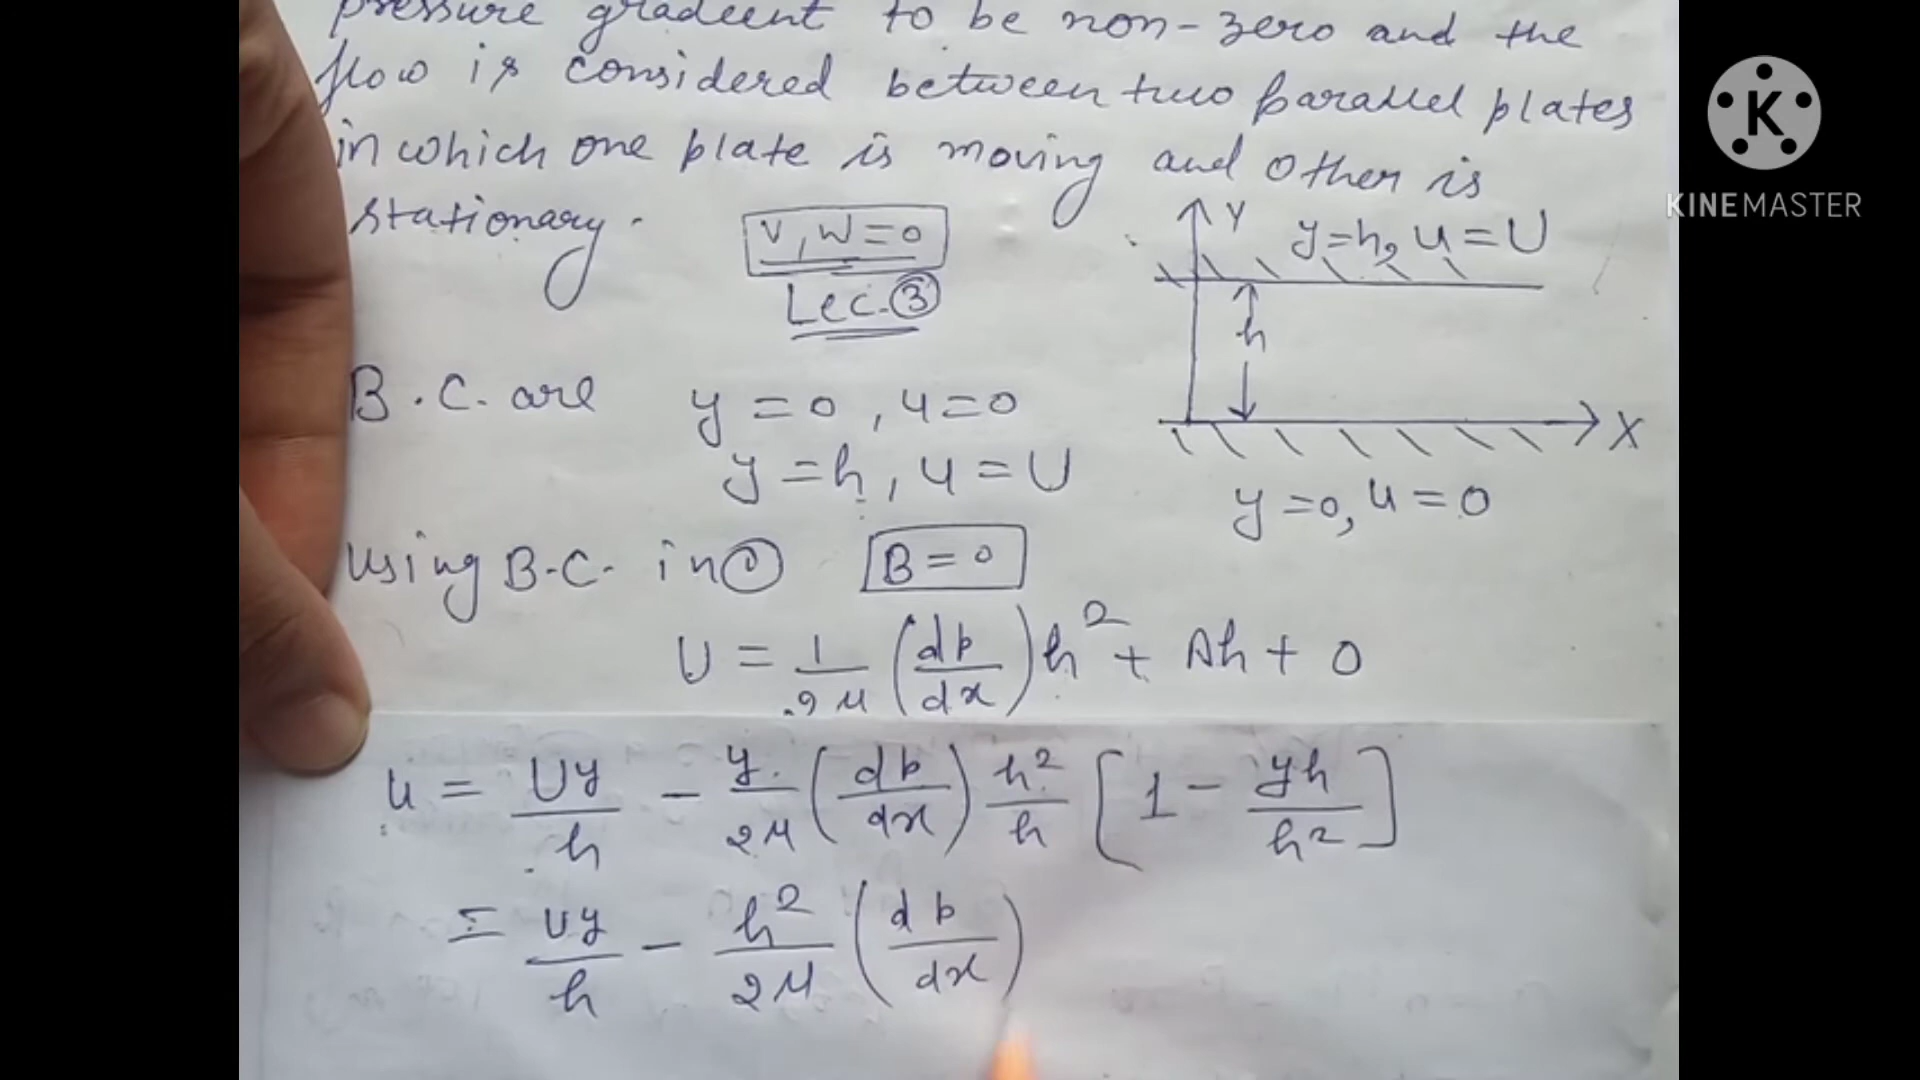 pressure gradient to be non-zero and the
flow is considered between two parallel plates
in which one plate is moving and other is
stationary.
V, W = 0
Lec. ③
Y
y=h, u=U
h
X
y=0, u=0
B.C. are y=0, u=0
y=h, u=U
Using B.C. in ① B=0
U = 1/2μ (dp/dx) h² + Ah + 0
u = Uy/h - y/2μ (dp/dx) h²/h [1 - yh/h²]
= Uy/h - h²/2μ (dp/dx)
K
KINEMASTER